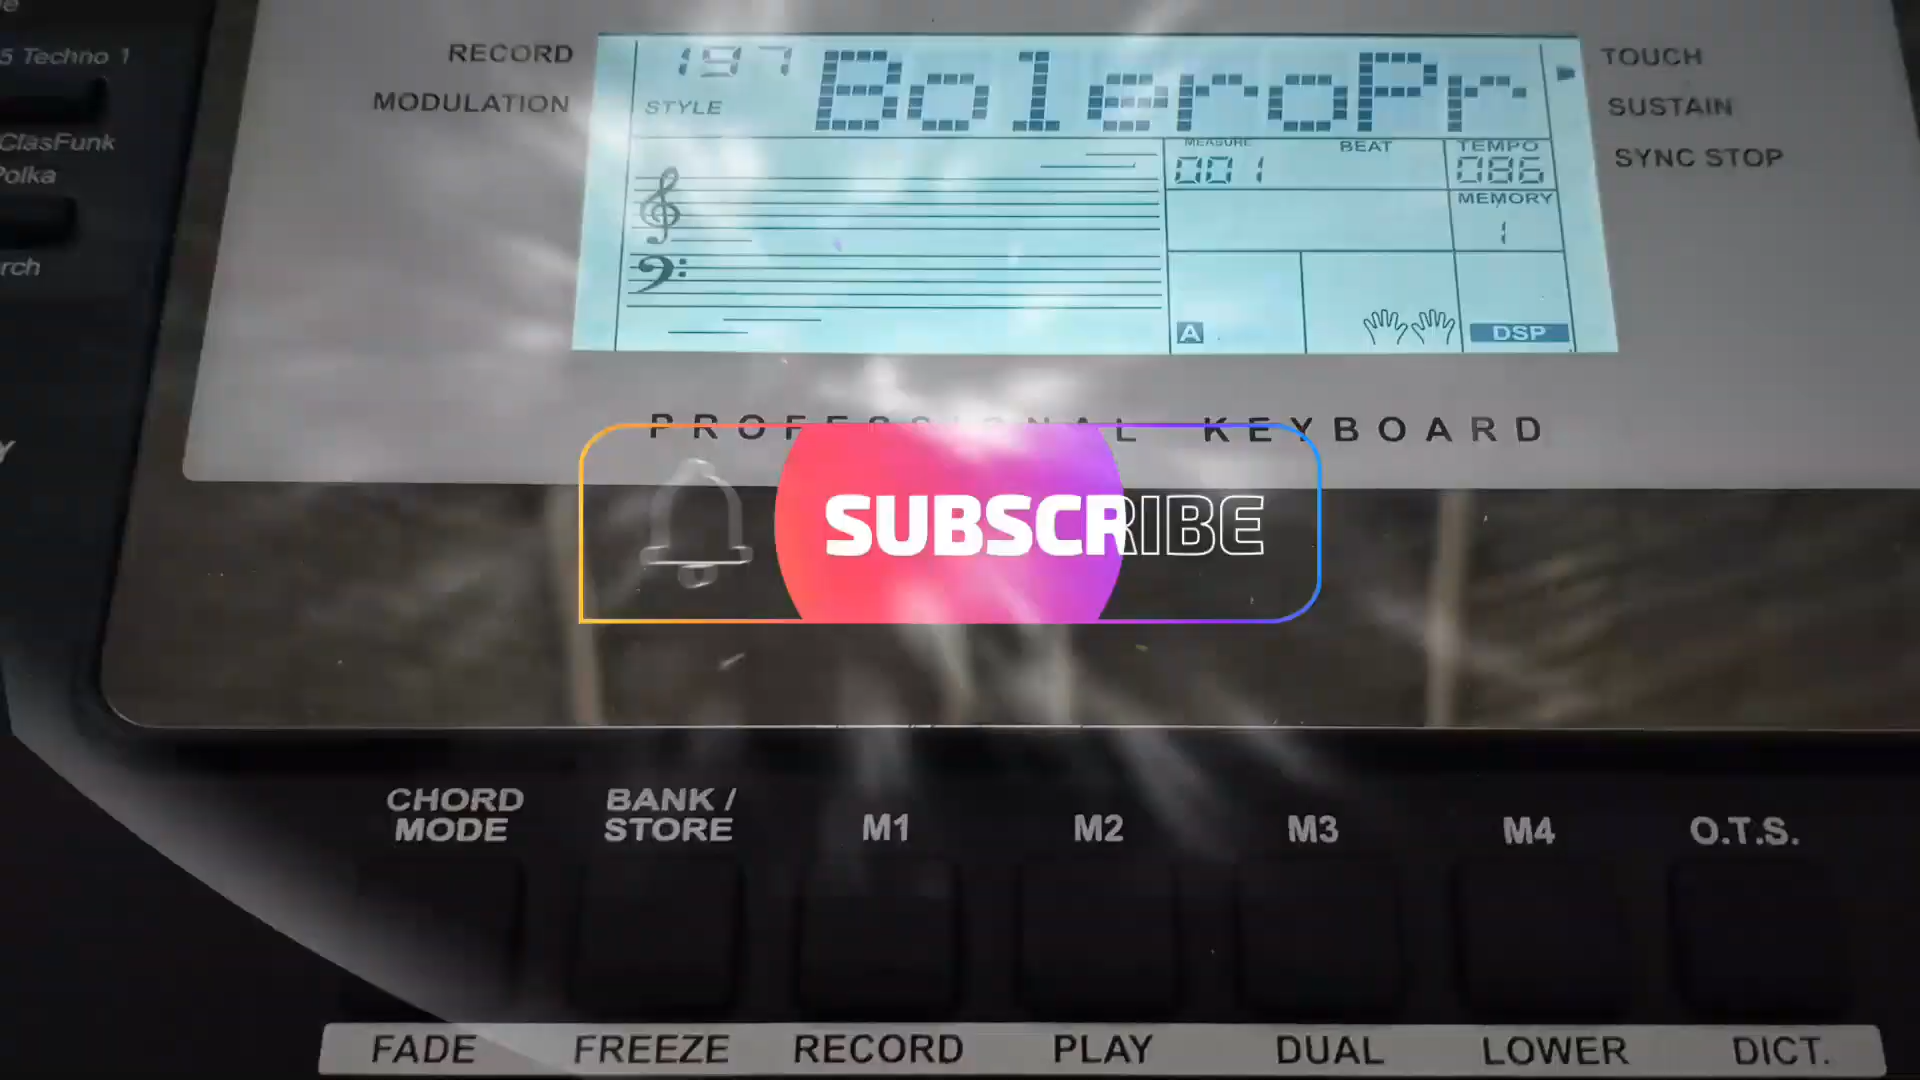 5 Techno 1
ClasFunk
Polka
RECORD
MODULATION
197
STYLE
BoleroPr
MEASURE
001
BEAT
TEMPO
086
MEMORY
1
A
DSP
TOUCH
SUSTAIN
SYNC STOP
PROFESSIONAL KEYBOARD
SUBSCRIBE
CHORD
MODE
BANK /
STORE
M1
M2
M3
M4
O.T.S.
FADE
FREEZE
RECORD
PLAY
DUAL
LOWER
DICT.